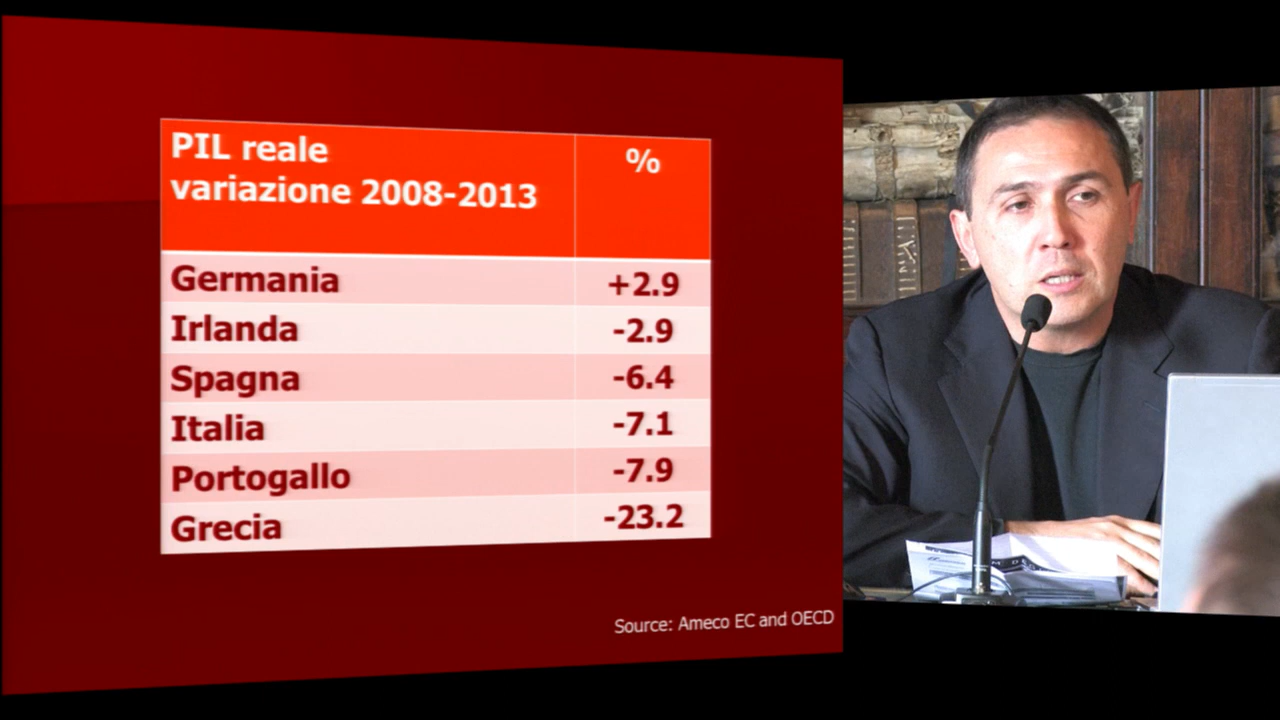 PIL reale %
variazione 2008-2013
Germania +2.9
Irlanda -2.9
Spagna -6.4
Italia -7.1
Portogallo -7.9
Grecia -23.2
Source: Ameco EC and OECD